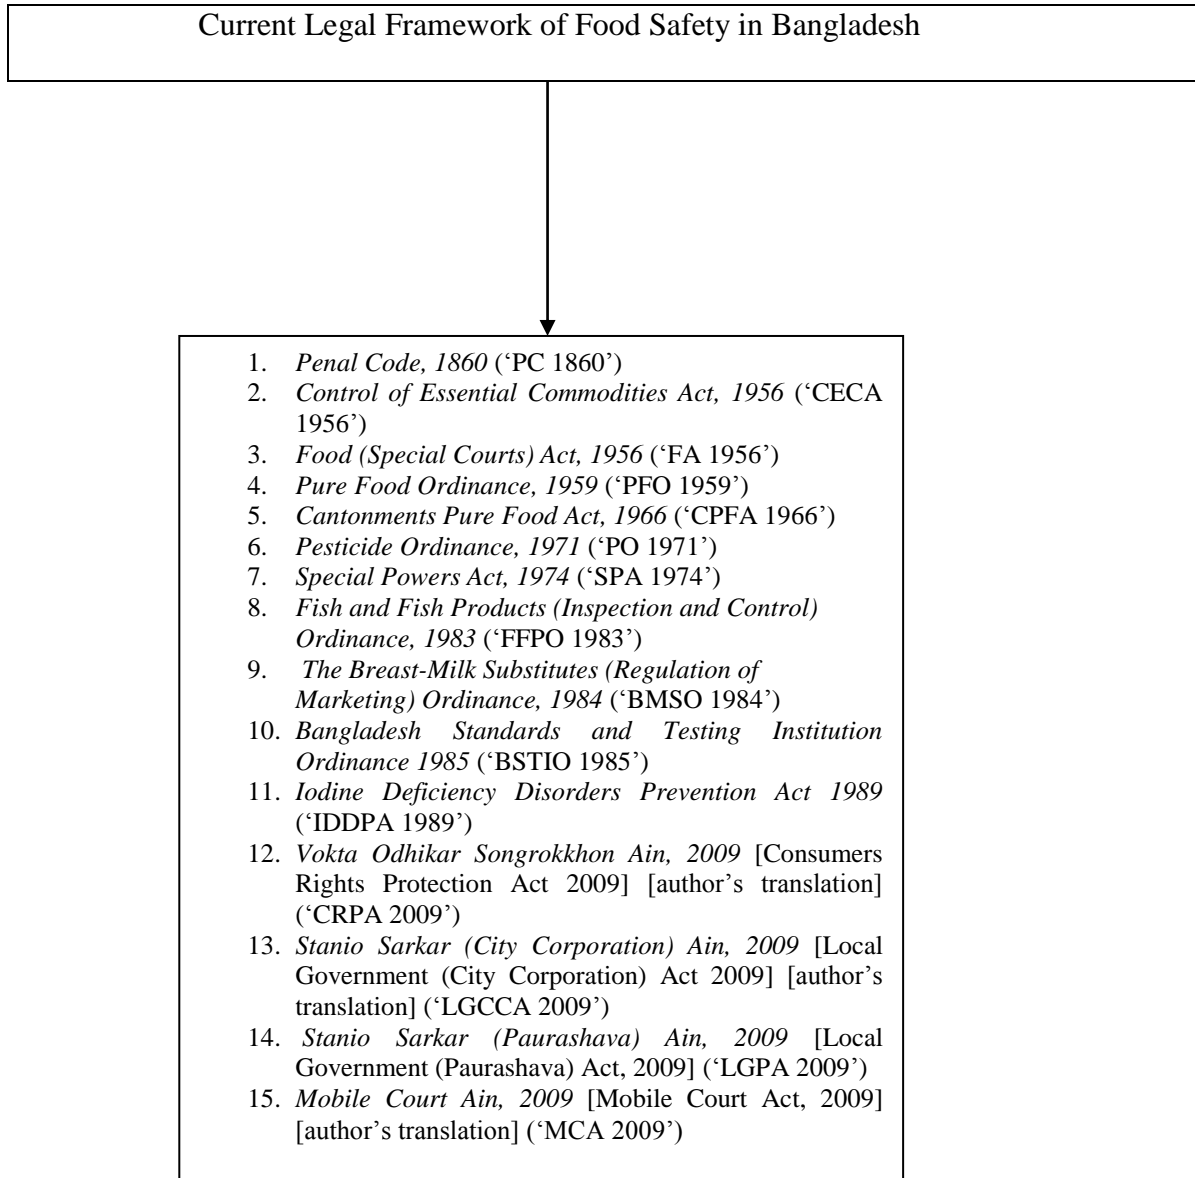 Current Legal Framework of Food Safety in Bangladesh
1. Penal Code, 1860 (‘PC 1860’)
2. Control of Essential Commodities Act, 1956 (‘CECA
1956’)
3. Food (Special Courts) Act, 1956 (‘FA 1956’)
4. Pure Food Ordinance, 1959 (‘PFO 1959’)
5. Cantonments Pure Food Act, 1966 (‘CPFA 1966’)
6. Pesticide Ordinance, 1971 (‘PO 1971’)
7. Special Powers Act, 1974 (‘SPA 1974’)
8. Fish and Fish Products (Inspection and Control)
Ordinance, 1983 (‘FFPO 1983’)
9. The Breast-Milk Substitutes (Regulation of
Marketing) Ordinance, 1984 (‘BMSO 1984’)
10. Bangladesh Standards and Testing Institution
Ordinance 1985 (‘BSTIO 1985’)
11. Iodine Deficiency Disorders Prevention Act 1989
(‘IDDPA 1989’)
12. Vokta Odhikar Songrokkhon Ain, 2009 [Consumers
Rights Protection Act 2009] [author’s translation]
(‘CRPA 2009’)
13. Stanio Sarkar (City Corporation) Ain, 2009 [Local
Government (City Corporation) Act 2009] [author’s
translation] (‘LGCCA 2009’)
14. Stanio Sarkar (Paurashava) Ain, 2009 [Local
Government (Paurashava) Act, 2009] (‘LGPA 2009’)
15. Mobile Court Ain, 2009 [Mobile Court Act, 2009]
[author’s translation] (‘MCA 2009’)